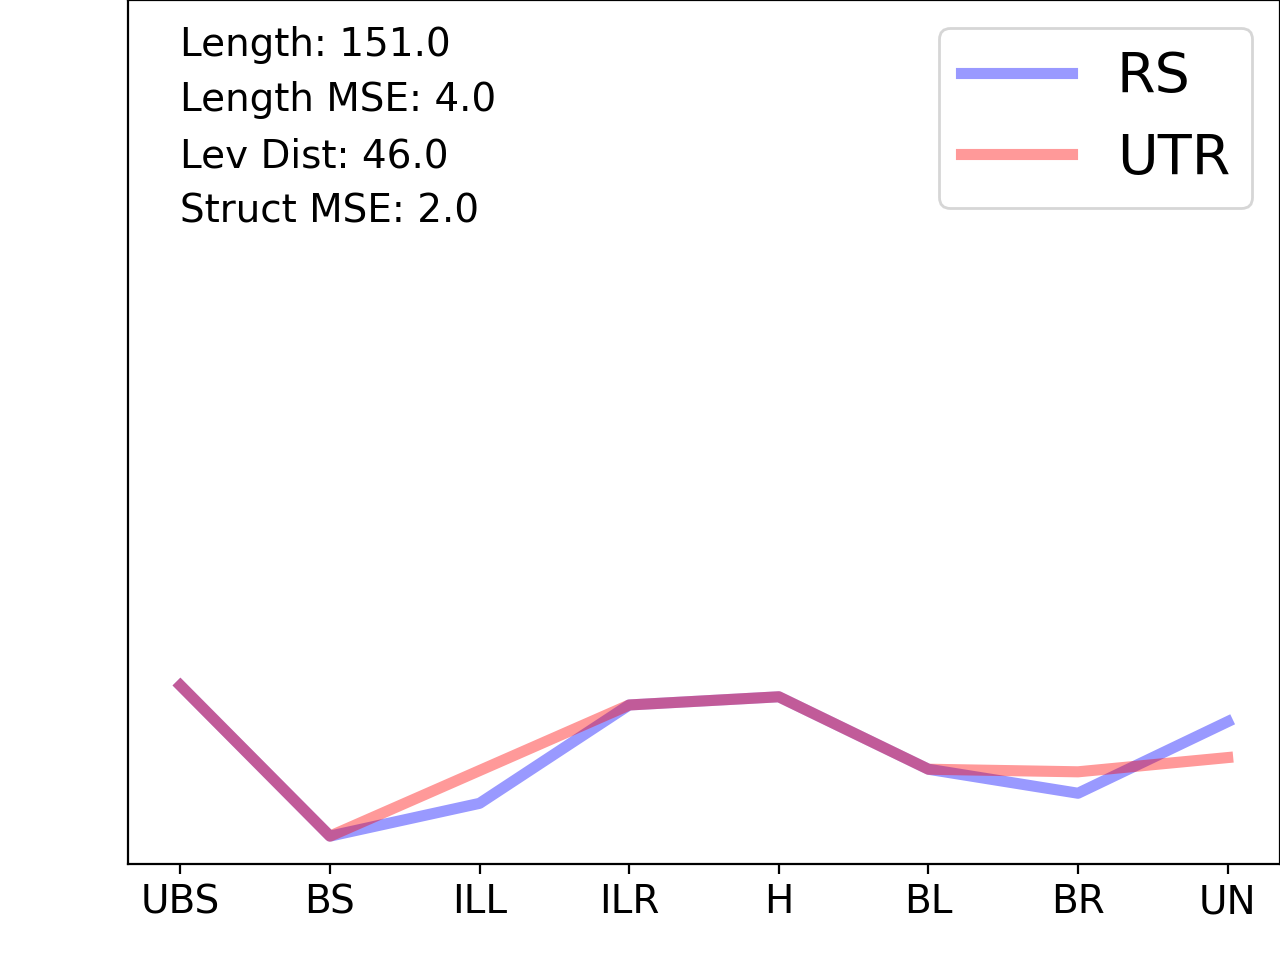 Length: 151.0
Length MSE: 4.0
Lev Dist: 46.0
Struct MSE: 2.0
RS
UTR
UBS BS ILL ILR H BL BR UN